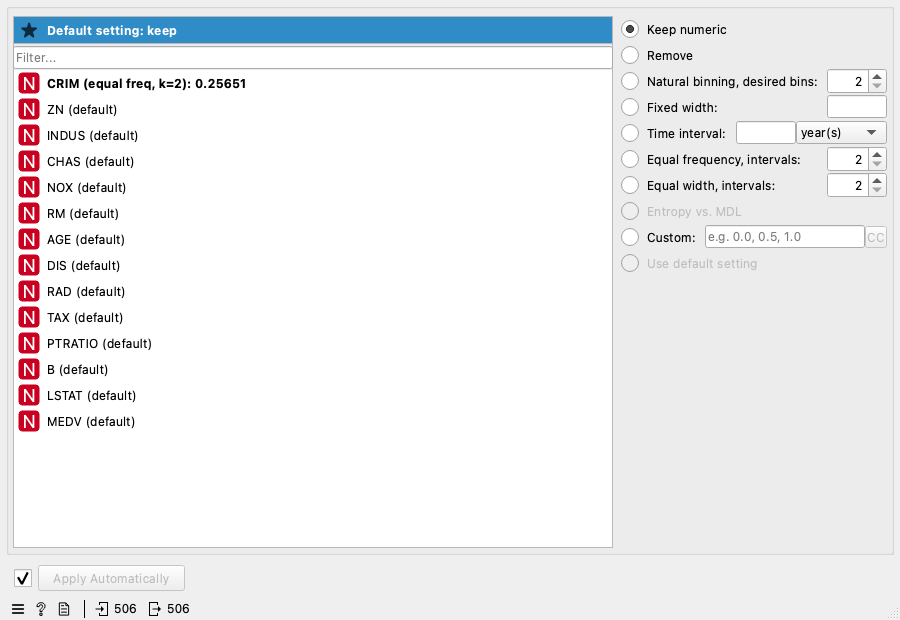 Default setting: keep
Filter...
N CRIM (equal freq, k=2): 0.25651
N ZN (default)
N INDUS (default)
N CHAS (default)
N NOX (default)
N RM (default)
N AGE (default)
N DIS (default)
N RAD (default)
N TAX (default)
N PTRATIO (default)
N B (default)
N LSTAT (default)
N MEDV (default)
Keep numeric
Remove
Natural binning, desired bins: 2
Fixed width:
Time interval: year(s)
Equal frequency, intervals: 2
Equal width, intervals: 2
Entropy vs. MDL
Custom: e.g. 0.0, 0.5, 1.0 CC
Use default setting
Apply Automatically
? 506 506